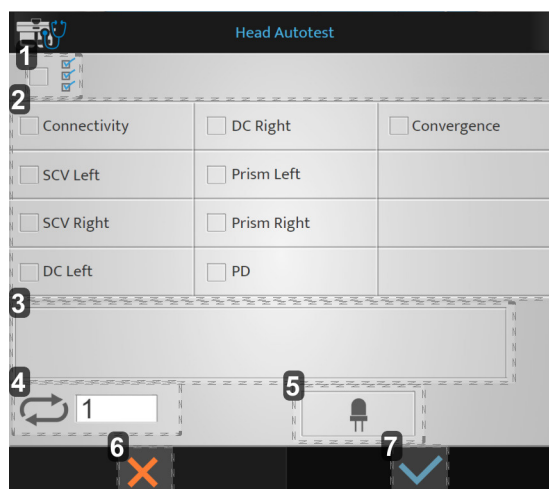 Head Autotest
1
2
Connectivity DC Right Convergence
SCV Left Prism Left
SCV Right Prism Right
DC Left PD
3
4
1
5
6
7